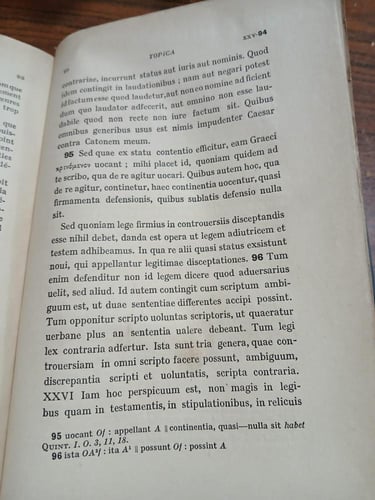 TOPICA XXV-94
contrariae, incurrunt status aut iuris aut nominis. Quod
idem contingit in laudationibus ; nam aut negari potest
id factum esse quod laudetur, aut non eo nomine ad ficient
dum quo laudator adfecerit, aut omnino non esse lau-
dabile quod non recte non iure factum sit. Quibus
omnibus generibus usus est nimis impudenter Caesar
contra Catonem meum.
95 Sed quae ex statu contentio efficitur, eam Graeci
κρινόμενον uocant ; mihi placet id, quoniam quidem ad
te scribo, qua de re agitur uocari. Quibus autem hoc, qua
de re agitur, continetur, haec continentia uocentur, quasi
firmamenta defensionis, quibus sublatis defensio nulla
sit.
Sed quoniam lege firmius in controuersiis disceptandis
esse nihil debet, danda est opera ut legem adiutricem et
testem adhibeamus. In qua re alii quasi status exsistunt
noui, qui appellantur legitimae disceptationes. 96 Tum
enim defenditur non id legem dicere quod aduersarius
uelit, sed aliud. Id autem contingit cum scriptum ambi-
guum est, ut duae sententiae differentes accipi possint.
Tum opponitur scripto uoluntas scriptoris, ut quaeratur
uerbane plus an sententia ualere debeant. Tum legi
lex contraria adfertur. Ista sunt tria genera, quae con-
trouersiam in omni scripto facere possunt, ambiguum,
discrepantia scripti et uoluntatis, scripta contraria.
XXVI Iam hoc perspicuum est, non magis in legi-
bus quam in testamentis, in stipulationibus, in relicuis
95 uocant Of : appellant A || continentia, quasi—nulla sit habet
QUINT. I. O. 3, 11, 18.
96 ista OA²f : ita A¹ || possunt Of : possint A